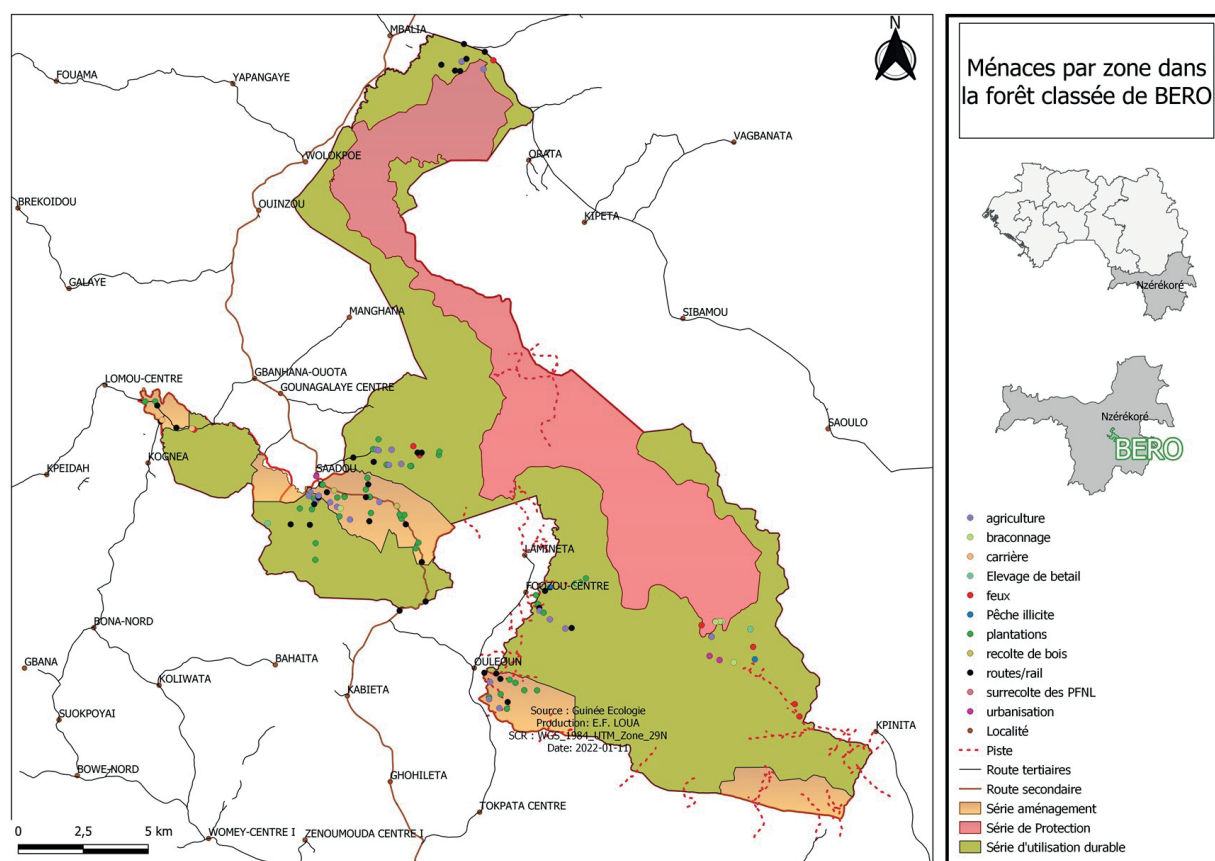 N
MBALIA
FOUAMA
YAPANGAYE
VAGBANATA
WOLOKPOE
ORATA
BREKOIDOU
OUINZOU
KIPETA
GALAYE
MANGHANA
SIBAMOU
LOMOU-CENTRE
GBANHANA-OUOTA
GOUNAGALAYE CENTRE
SAOULO
KPEIDAH
KOGNEA
SAADOU
LAMINETA
FOOZOU-CENTRE
BONA-NORD
GBANA
BAHAITA
OULEOUN
KOLIWATA
KABIETA
SUOKPOYAI
KPINITA
Source : Guinée Ecologie
Production: E.F. LOUA
SCR : WGS_1984_UTM_Zone_29N
Date: 2022-01-11
BOWE-NORD
GHOHILETA
TOKPATA CENTRE
WOMEY-CENTRE I
ZENOUMOUDA CENTRE I
0 2,5 5 km
Ménaces par zone dans
la forêt classée de BERO
Nzérékoré
Nzérékoré
BERO
agriculture
braconnage
carrière
Elevage de betail
feux
Pêche illicite
plantations
recolte de bois
routes/rail
surrecolte des PFNL
urbanisation
Localité
Piste
Route tertiaires
Route secondaire
Série aménagement
Série de Protection
Série d'utilisation durable